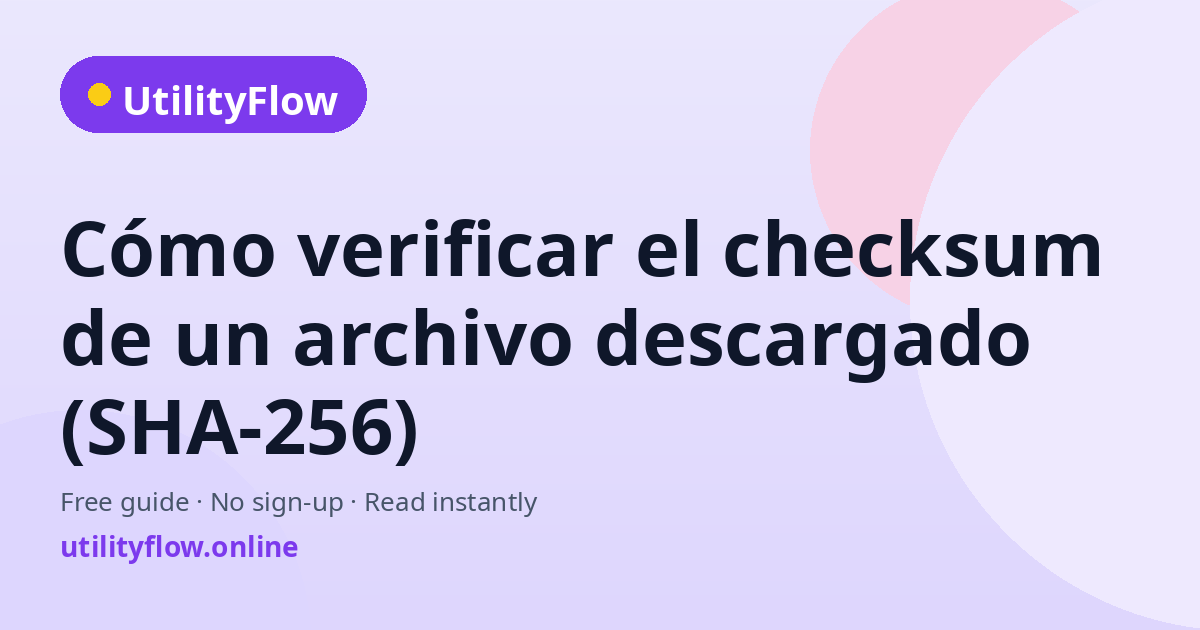 UtilityFlow
Cómo verificar el checksum
de un archivo descargado
(SHA-256)
Free guide · No sign-up · Read instantly
utilityflow.online